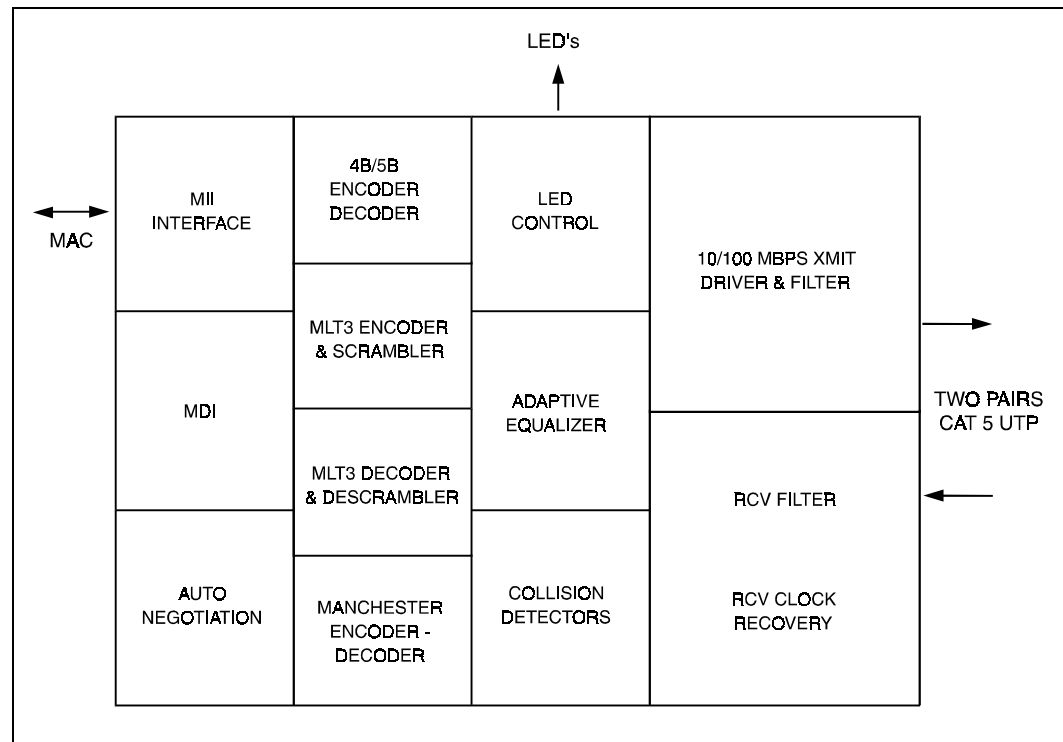 LED's
MAC
MII
INTERFACE
MDI
AUTO
NEGOTIATION
4B/5B
ENCODER
DECODER
MLT3 ENCODER
& SCRAMBLER
MLT3 DECODER
& DESCRAMBLER
MANCHESTER
ENCODER -
DECODER
LED
CONTROL
ADAPTIVE
EQUALIZER
COLLISION
DETECTORS
10/100 MBPS XMIT
DRIVER & FILTER
RCV FILTER
RCV CLOCK
RECOVERY
TWO PAIRS
CAT 5 UTP